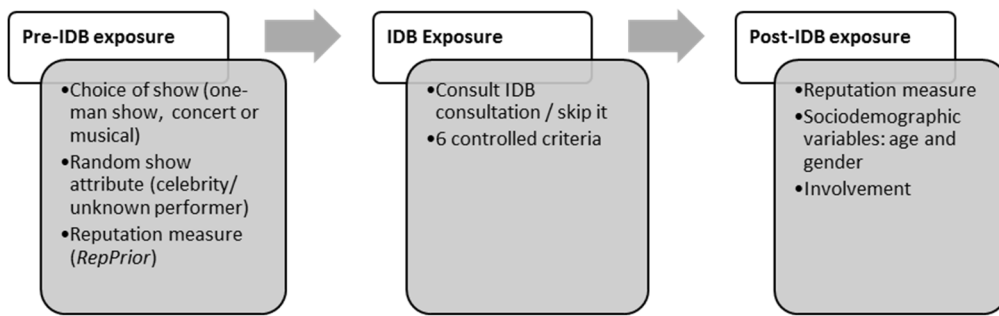 Pre-IDB exposure
•Choice of show (one-
man show,  concert or
musical)
•Random show
attribute (celebrity/
unknown performer)
•Reputation measure
(RepPrior)
IDB Exposure
•Consult IDB
consultation / skip it
•6 controlled criteria
Post-IDB exposure
•Reputation measure
•Sociodemographic
variables: age and
gender
•Involvement